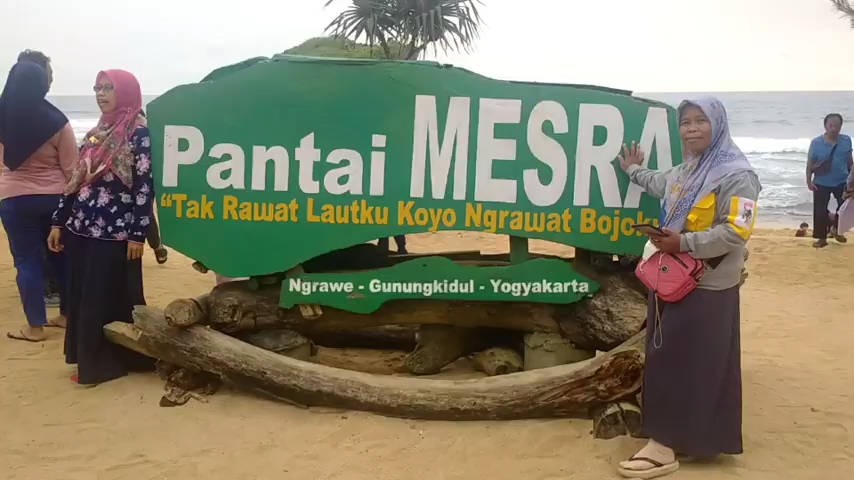 Pantai MESRA
"Tak Rawat Lautku Koyo Ngrawat Bojoku
Ngrawe - Gunungkidul - Yogyakarta